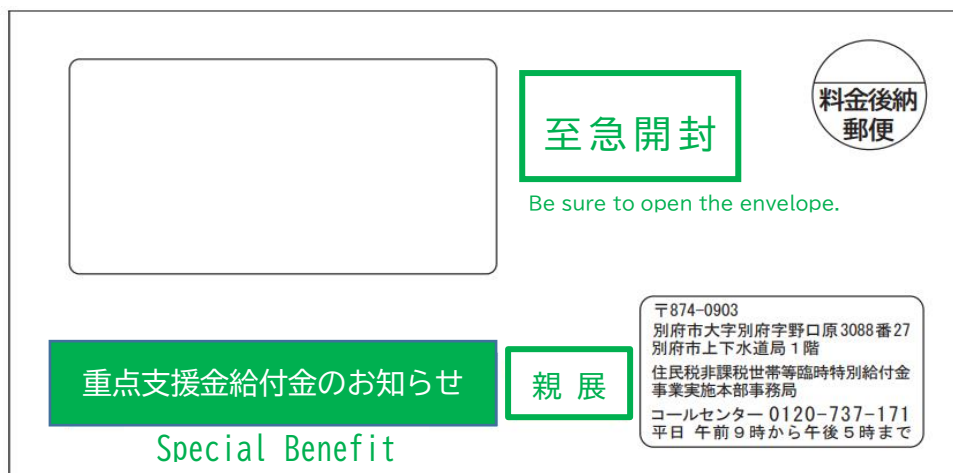 至急開封
料金後納
郵便
Be sure to open the envelope.
〒874-0903
別府市大字別府字野口原3088番27
別府市上下水道局1階
住民税非課税世帯等臨時特別給付金
事業実施本部事務局
コールセンター 0120-737-171
平日 午前9時から午後5時まで
重点支援金給付金のお知らせ
親展
Special Benefit